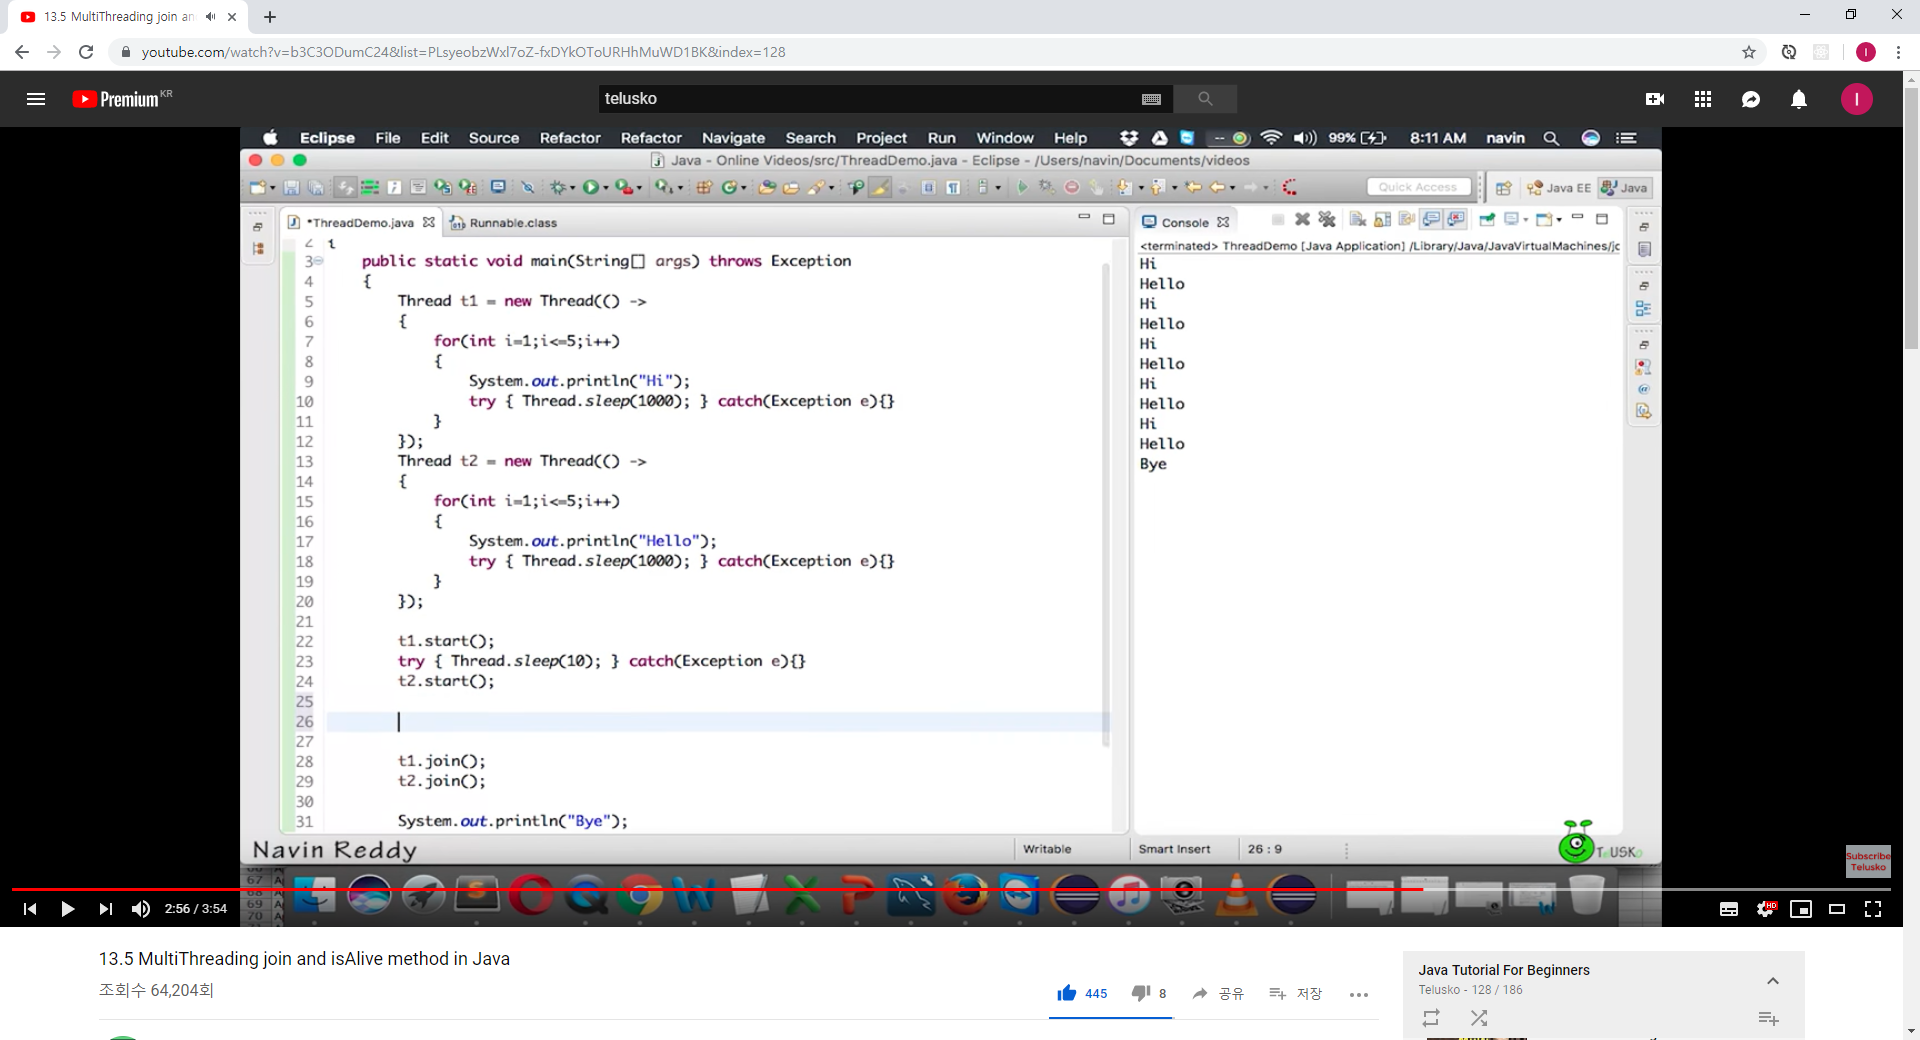 13.5 MultiThreading join an
youtube.com/watch?v=b3C3ODumC24&list=PLsyeobzWxl7oZ-fxDYkOToURHhMuWD1BK&index=128
Premium KR
telusko
Eclipse File Edit Source Refactor Refactor Navigate Search Project Run Window Help 99% 8:11 AM navin
Java - Online Videos/src/ThreadDemo.java - Eclipse - /Users/navin/Documents/videos
Quick Access Java EE Java
*ThreadDemo.java Runnable.class
2 {
3 public static void main(String[] args) throws Exception
4 {
5 Thread t1 = new Thread(() ->
6 {
7 for(int i=1;i<=5;i++)
8 {
9 System.out.println("Hi");
10 try { Thread.sleep(1000); } catch(Exception e){}
11 }
12 });
13 Thread t2 = new Thread(() ->
14 {
15 for(int i=1;i<=5;i++)
16 {
17 System.out.println("Hello");
18 try { Thread.sleep(1000); } catch(Exception e){}
19 }
20 });
21
22 t1.start();
23 try { Thread.sleep(10); } catch(Exception e){}
24 t2.start();
25
26
27
28 t1.join();
29 t2.join();
30
31 System.out.println("Bye");
Console
<terminated> ThreadDemo [Java Application] /Library/Java/JavaVirtualMachines/jc
Hi
Hello
Hi
Hello
Hi
Hello
Hi
Hello
Hi
Hello
Bye
Navin Reddy
Writable Smart Insert 26 : 9
TeLUSKO
Subscribe
Telusko
67
68
69
70
2:56 / 3:54
HD
13.5 MultiThreading join and isAlive method in Java
조회수 64,204회
445 8 공유 저장
Java Tutorial For Beginners
Telusko - 128 / 186